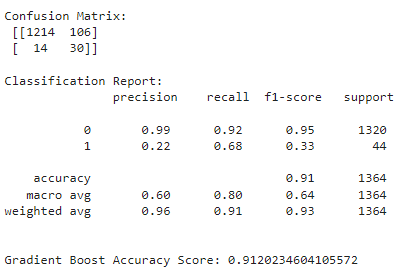 Confusion Matrix:
[[1214 106]
[ 14 30]]
Classification Report:
precision recall f1-score support
0 0.99 0.92 0.95 1320
1 0.22 0.68 0.33 44
accuracy 0.91 1364
macro avg 0.60 0.80 0.64 1364
weighted avg 0.96 0.91 0.93 1364
Gradient Boost Accuracy Score: 0.9120234604105572